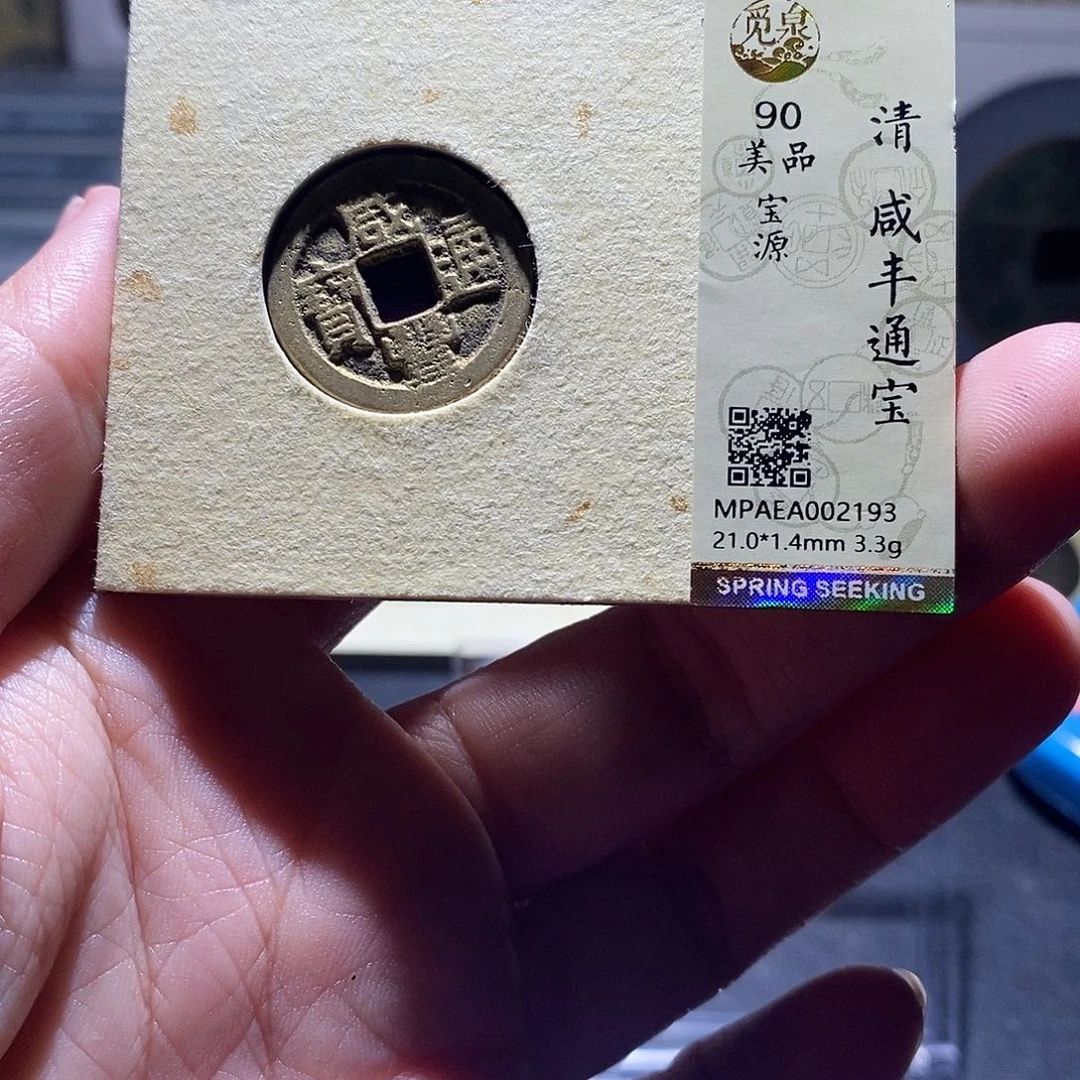 觅泉
90
美品
宝源
清 咸丰通宝
咸豐通寶
MPAEA002193
21.0*1.4mm 3.3g
SPRING SEEKING